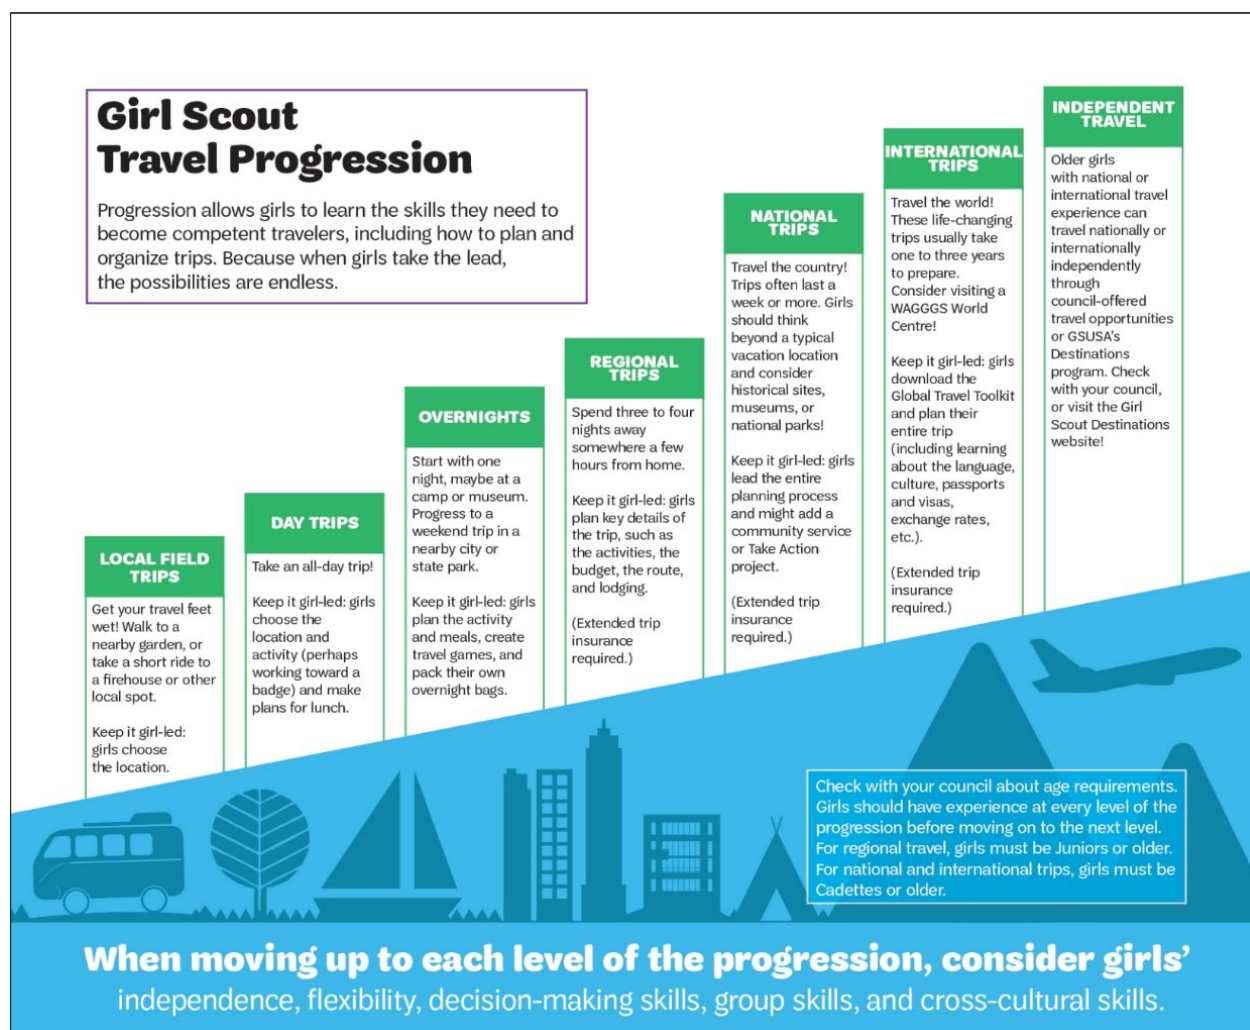 Girl Scout
Travel Progression
Progression allows girls to learn the skills they need to
become competent travelers, including how to plan and
organize trips. Because when girls take the lead,
the possibilities are endless.
LOCAL FIELD
TRIPS
Get your travel feet
wet! Walk to a
nearby garden, or
take a short ride to
a firehouse or other
local spot.
Keep it girl-led:
girls choose
the location.
DAY TRIPS
Take an all-day trip!
Keep it girl-led: girls
choose the
location and
activity (perhaps
working toward a
badge) and make
plans for lunch.
OVERNIGHTS
Start with one
night, maybe at a
camp or museum.
Progress to a
weekend trip in a
nearby city or
state park.
Keep it girl-led: girls
plan the activity
and meals, create
travel games, and
pack their own
overnight bags.
REGIONAL
TRIPS
Spend three to four
nights away
somewhere a few
hours from home.
Keep it girl-led: girls
plan key details of
the trip, such as
the activities, the
budget, the route,
and lodging.
(Extended trip
insurance
required.)
NATIONAL
TRIPS
Travel the country!
Trips often last a
week or more. Girls
should think
beyond a typical
vacation location
and consider
historical sites,
museums, or
national parks!
Keep it girl-led: girls
lead the entire
planning process
and might add a
community service
or Take Action
project.
(Extended trip
insurance
required.)
INTERNATIONAL
TRIPS
Travel the world!
These life-changing
trips usually take
one to three years
to prepare.
Consider visiting a
WAGGGS World
Centre!
Keep it girl-led: girls
download the
Global Travel Toolkit
and plan their
entire trip
(including learning
about the language,
culture, passports
and visas,
exchange rates,
etc.).
(Extended trip
insurance
required.)
INDEPENDENT
TRAVEL
Older girls
with national or
international travel
experience can
travel nationally or
internationally
independently
through
council-offered
travel opportunities
or GSUSA's
Destinations
program. Check
with your council,
or visit the Girl
Scout Destinations
website!
Check with your council about age requirements.
Girls should have experience at every level of the
progression before moving on to the next level.
For regional travel, girls must be Juniors or older.
For national and international trips, girls must be
Cadettes or older.
When moving up to each level of the progression, consider girls'
independence, flexibility, decision-making skills, group skills, and cross-cultural skills.